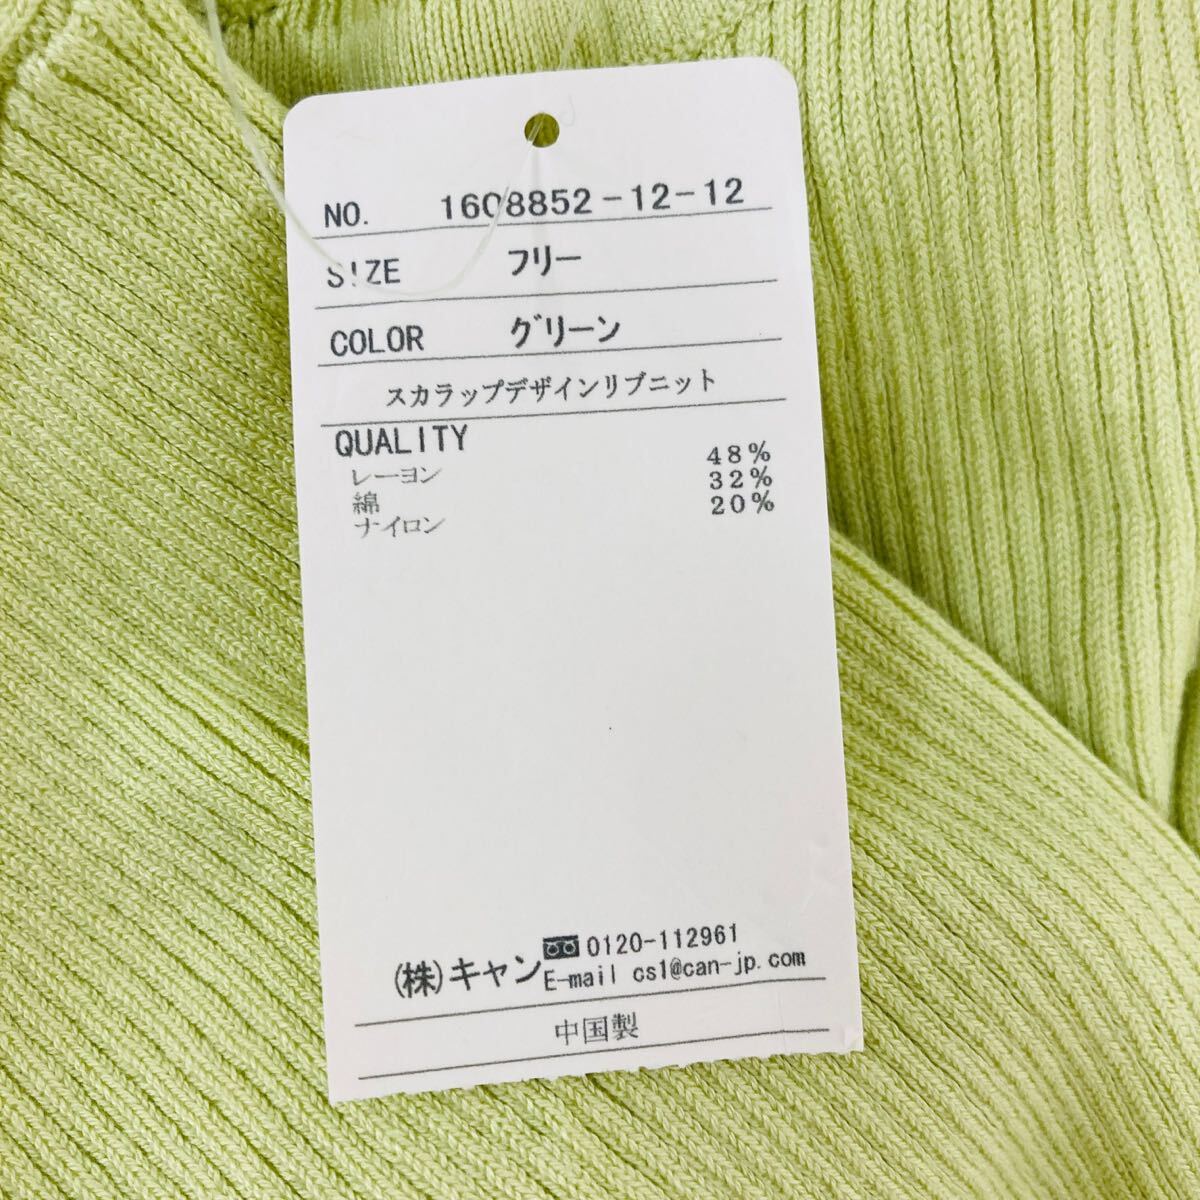 NO. 1608852-12-12
SIZE フリー
COLOR グリーン
スカラップデザインリブニット
QUALITY
レーヨン 48%
綿 32%
ナイロン 20%
(株)キャン 0120-112961
E-mail cs1@can-jp.com
中国製